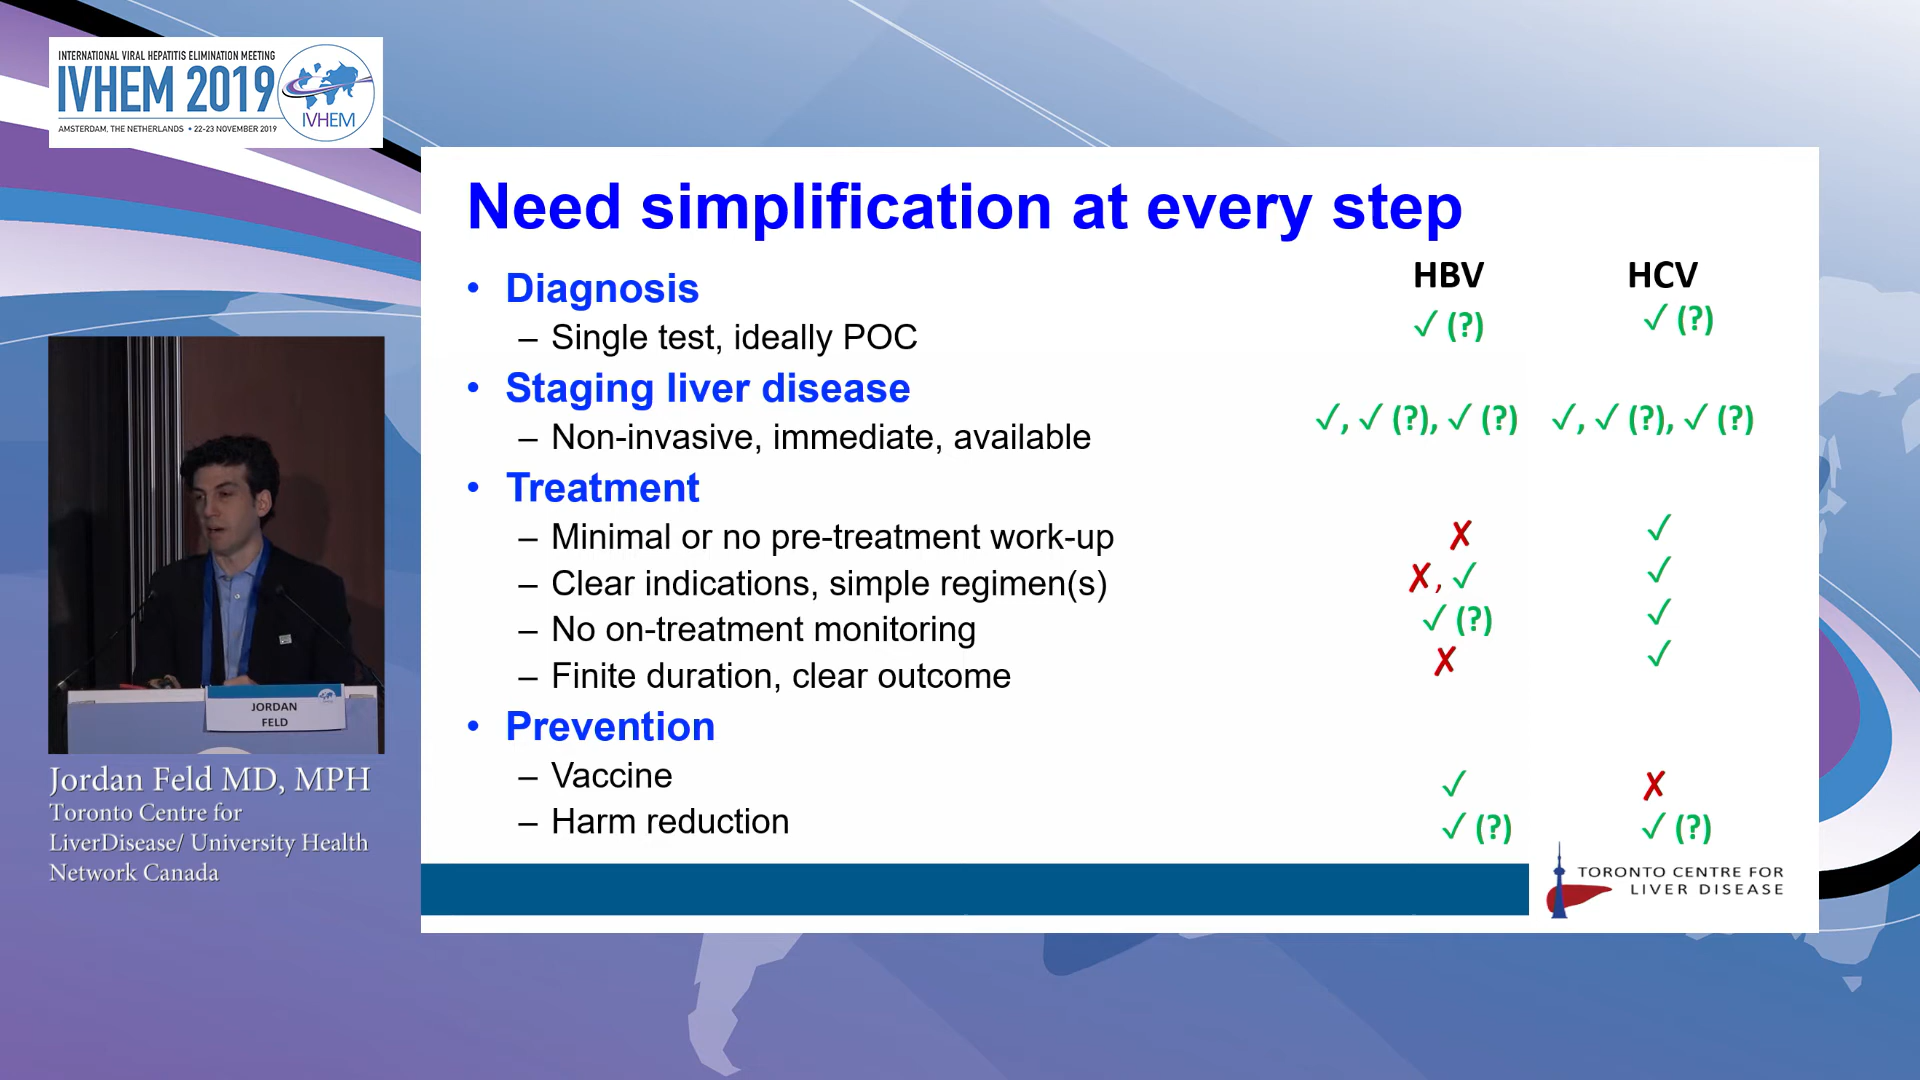 INTERNATIONAL VIRAL HEPATITIS ELIMINATION MEETING
IVHEM 2019
IVHEM
AMSTERDAM, THE NETHERLANDS • 22-23 NOVEMBER 2019
Need simplification at every step
HBV HCV
• Diagnosis
– Single test, ideally POC ✓ (?) ✓ (?)
• Staging liver disease
– Non-invasive, immediate, available ✓, ✓ (?), ✓ (?) ✓, ✓ (?), ✓ (?)
• Treatment
– Minimal or no pre-treatment work-up ✗ ✓
– Clear indications, simple regimen(s) ✗, ✓ ✓
– No on-treatment monitoring ✓ (?) ✓
– Finite duration, clear outcome ✗ ✓
• Prevention
– Vaccine ✓ ✗
– Harm reduction ✓ (?) ✓ (?)
TORONTO CENTRE FOR
LIVER DISEASE
JORDAN
FELD
Jordan Feld MD, MPH
Toronto Centre for
LiverDisease/ University Health
Network Canada